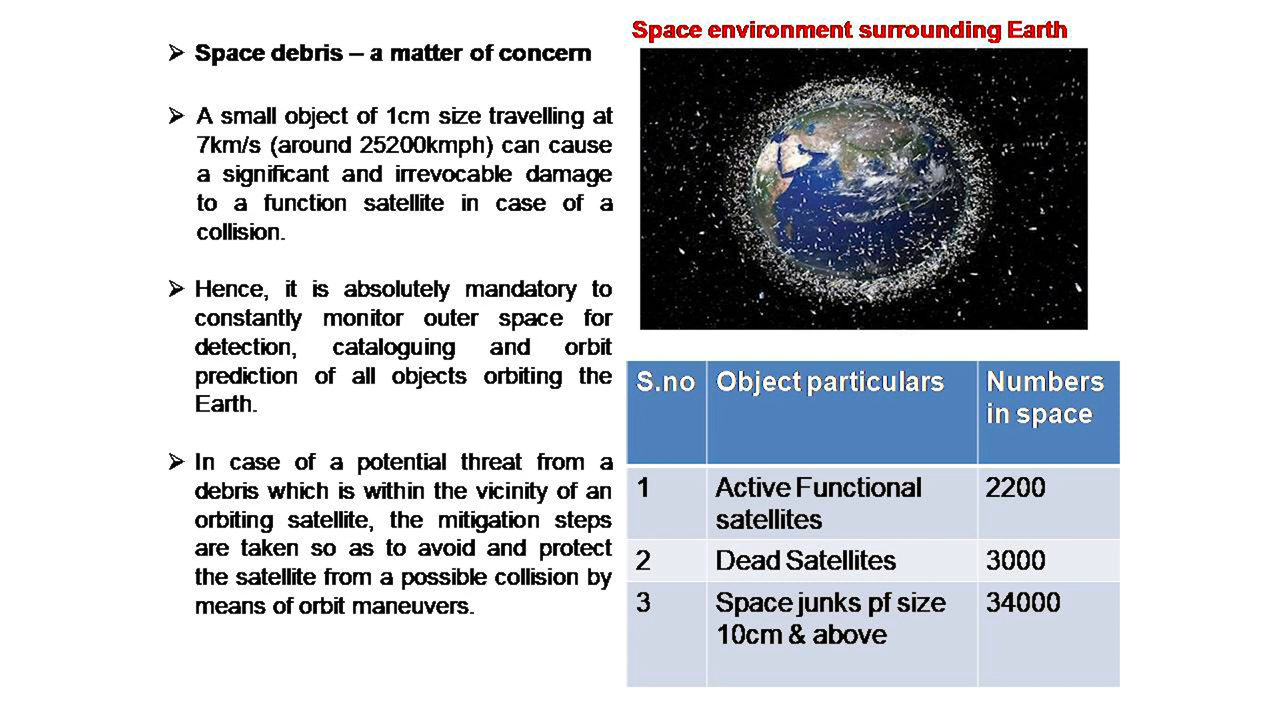 Space debris – a matter of concern
A small object of 1cm size travelling at
7km/s (around 25200kmph) can cause
a significant and irrevocable damage
to a function satellite in case of a
collision.
Hence, it is absolutely mandatory to
constantly monitor outer space for
detection, cataloguing and orbit
prediction of all objects orbiting the
Earth.
In case of a potential threat from a
debris which is within the vicinity of an
orbiting satellite, the mitigation steps
are taken so as to avoid and protect
the satellite from a possible collision by
means of orbit maneuvers.
Space environment surrounding Earth
S.no Object particulars Numbers
in space
1 Active Functional 2200
satellites
2 Dead Satellites 3000
3 Space junks pf size 34000
10cm & above